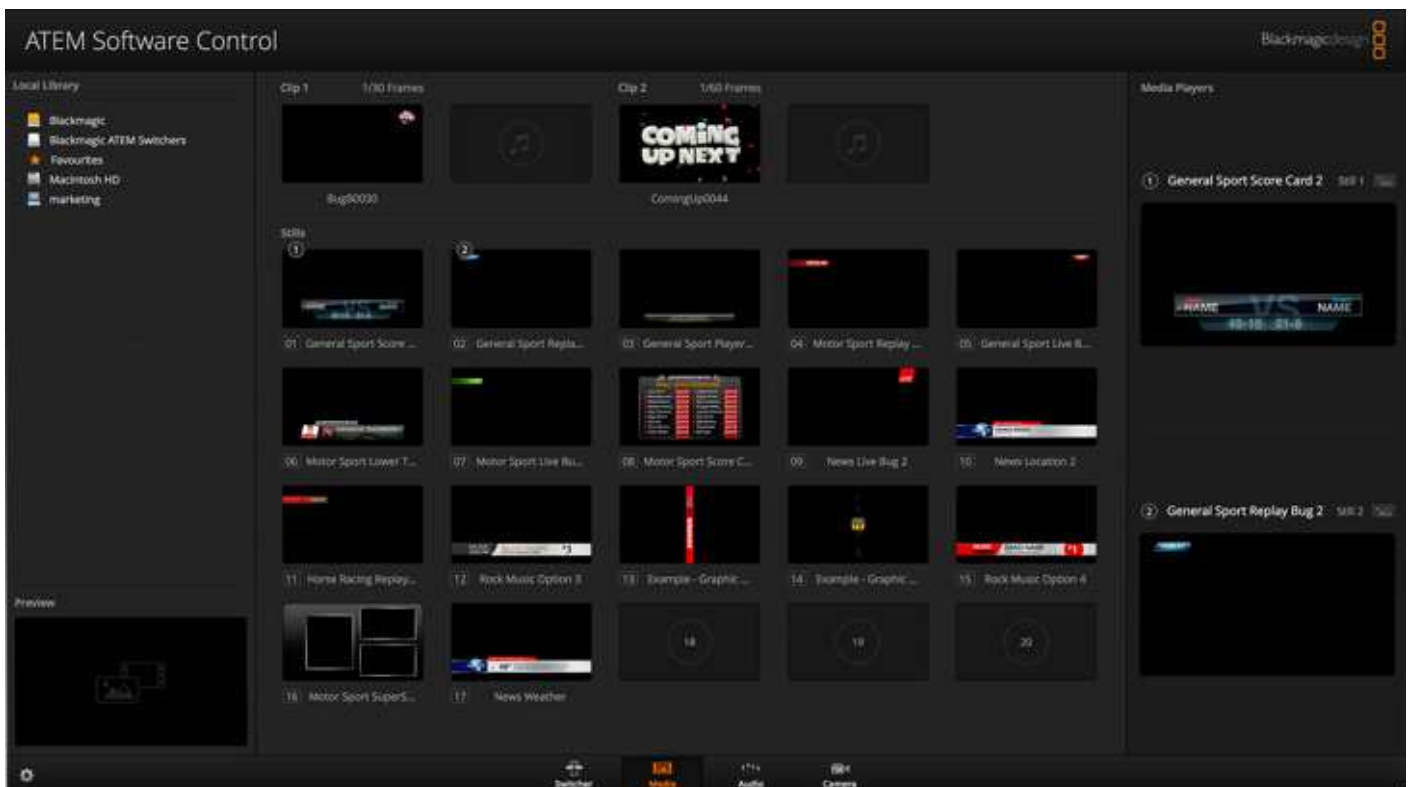 ATEM Software Control
Blackmagicdesign
Local Library
Blackmagic
Blackmagic ATEM Switchers
Favourites
Macintosh HD
marketing
Preview
Clip 1 1/90 Frames
Clip 2 1/60 Frames
COMING
UP NEXT
ComingUp0044
Stills
1
2
01 General Sport Score ...
02 General Sport Repla...
03 General Sport Player...
04 Motor Sport Replay ...
05 General Sport Live B...
06 Motor Sport Lower T...
07 Motor Sport Live Bu...
08 Motor Sport Score C...
09 News Live Bug 2
10 News Location 2
11 Horse Racing Replay...
12 Rock Music Option 3
13 Example - Graphic ...
14 Example - Graphic ...
15 Rock Music Option 4
16 Motor Sport SuperS...
17 News Weather
18
19
20
Media Players
1 General Sport Score Card 2 Still 1
NAME VS NAME
2 General Sport Replay Bug 2 Still 2
Switcher
Media
Audio
Camera